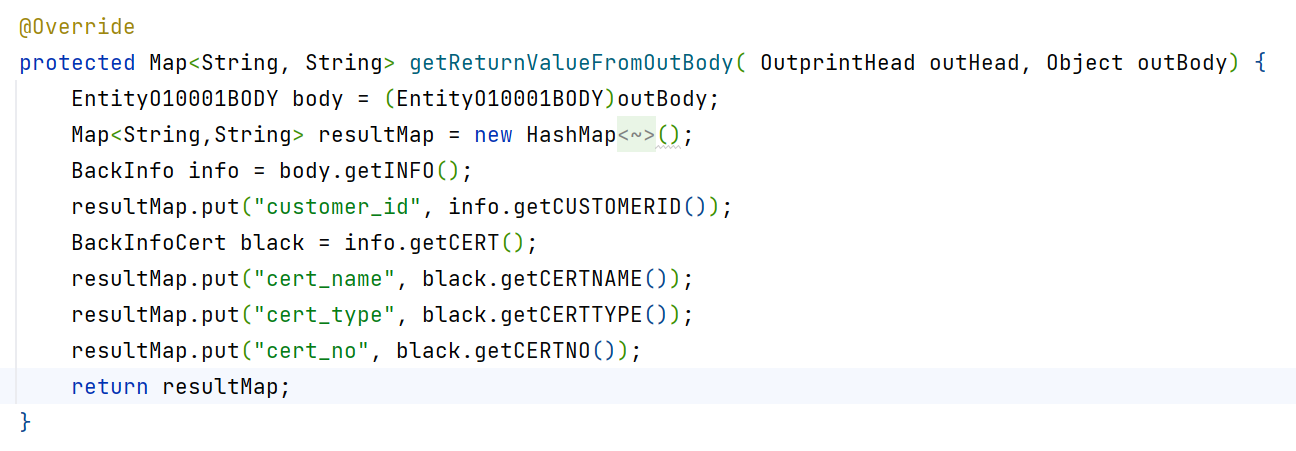 @Override
protected Map<String, String> getReturnValueFromOutBody( OutprintHead outHead, Object outBody) {
EntityO10001BODY body = (EntityO10001BODY)outBody;
Map<String,String> resultMap = new HashMap<~>();
BackInfo info = body.getINFO();
resultMap.put("customer_id", info.getCUSTOMERID());
BackInfoCert black = info.getCERT();
resultMap.put("cert_name", black.getCERTNAME());
resultMap.put("cert_type", black.getCERTTYPE());
resultMap.put("cert_no", black.getCERTNO());
return resultMap;
}